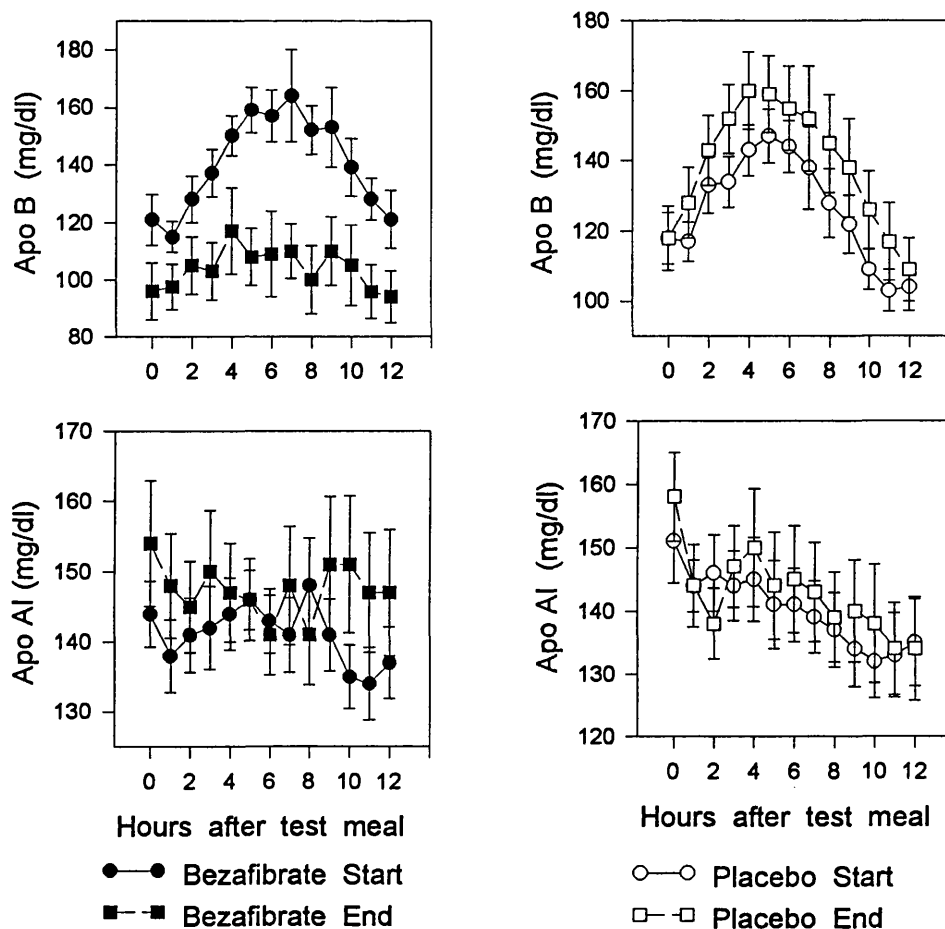 180
160
140
120
100
80
Apo B (mg/dl)
0 2 4 6 8 10 12
180
160
140
120
100
Apo B (mg/dl)
0 2 4 6 8 10 12
170
160
150
140
130
Apo AI (mg/dl)
0 2 4 6 8 10 12
Hours after test meal
Bezafibrate Start
Bezafibrate End
170
160
150
140
130
120
Apo AI (mg/dl)
0 2 4 6 8 10 12
Hours after test meal
Placebo Start
Placebo End